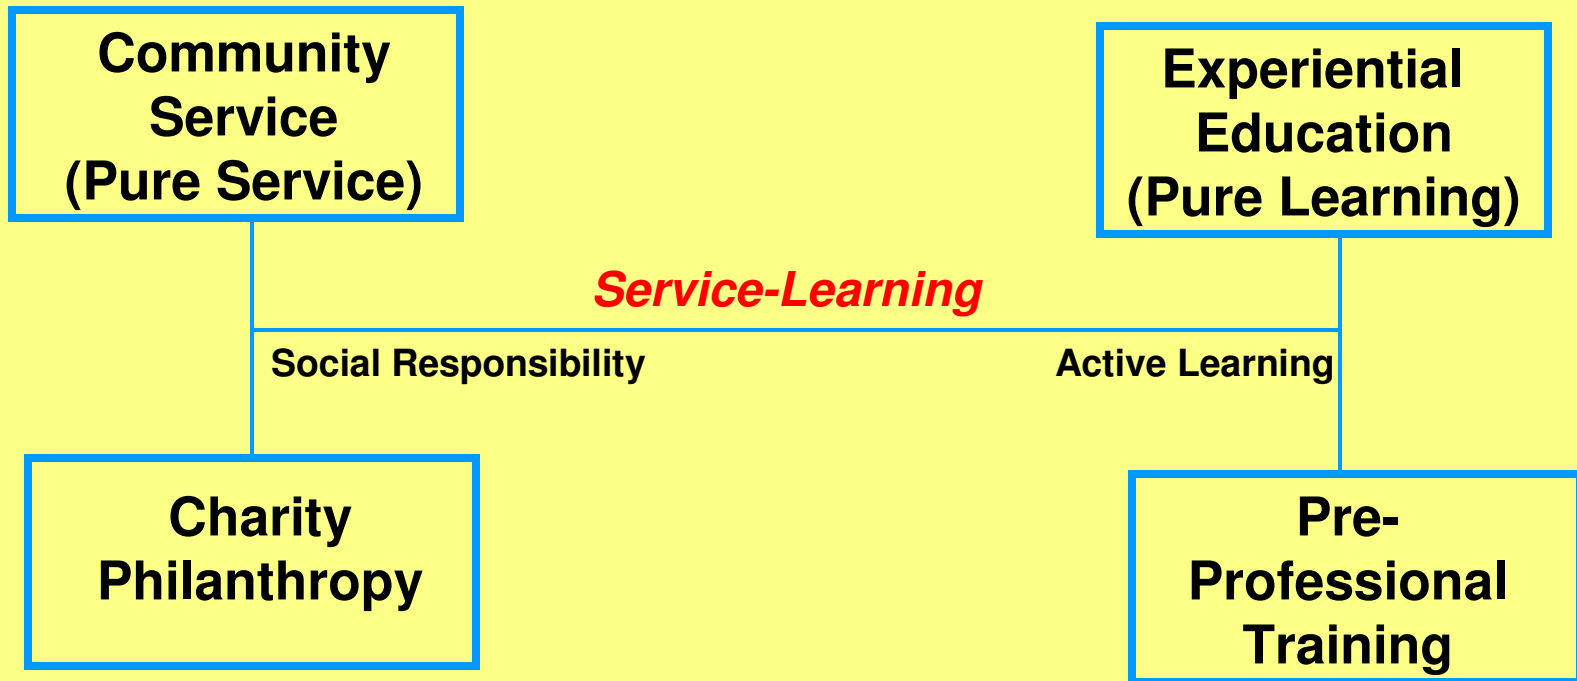 Community
Service
(Pure Service)
Experiential
Education
(Pure Learning)
Service-Learning
Social Responsibility
Active Learning
Charity
Philanthropy
Pre-
Professional
Training